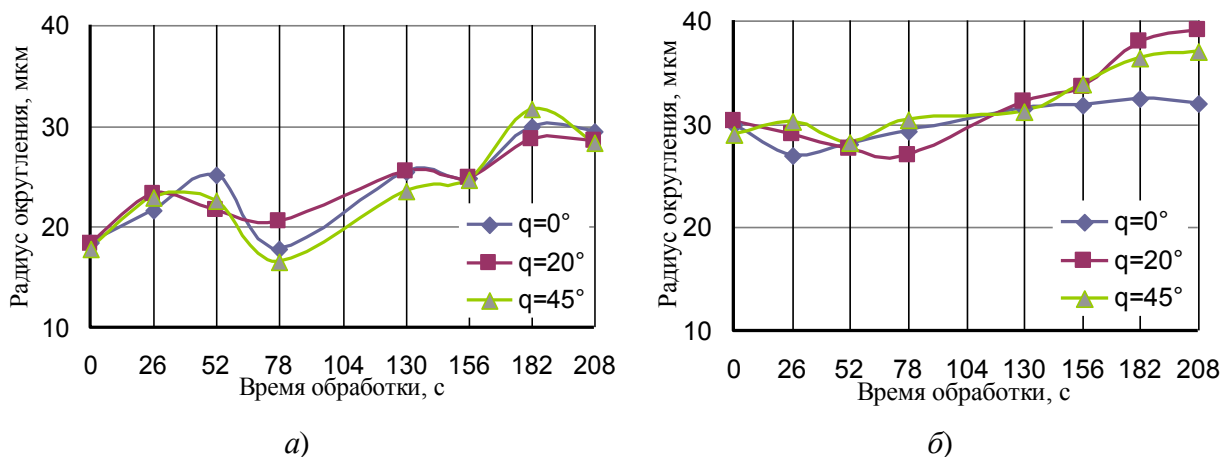 Радиус округления, мкм
40
30
20
10
q=0°
q=20°
q=45°
0 26 52 78 104 130 156 182 208
Время обработки, с
а)
Радиус округления, мкм
40
30
20
10
q=0°
q=20°
q=45°
0 26 52 78 104 130 156 182 208
Время обработки, с
б)